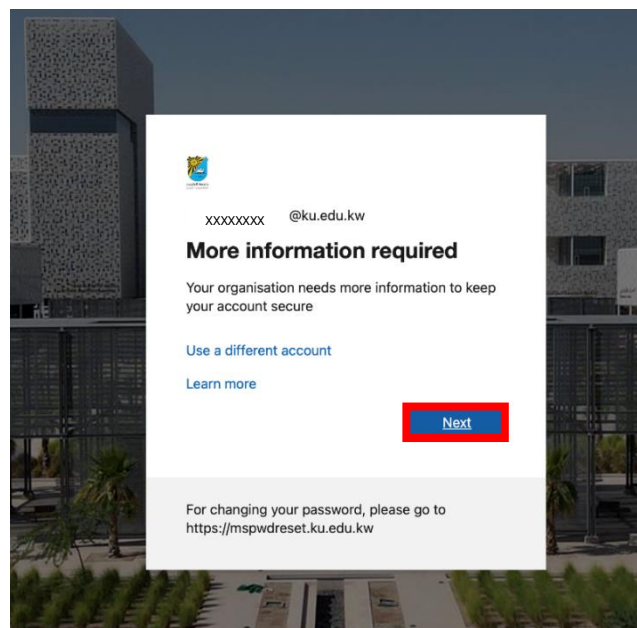 xxxxxxxx @ku.edu.kw
More information required
Your organisation needs more information to keep
your account secure
Use a different account
Learn more
Next
For changing your password, please go to
https://mspwdreset.ku.edu.kw